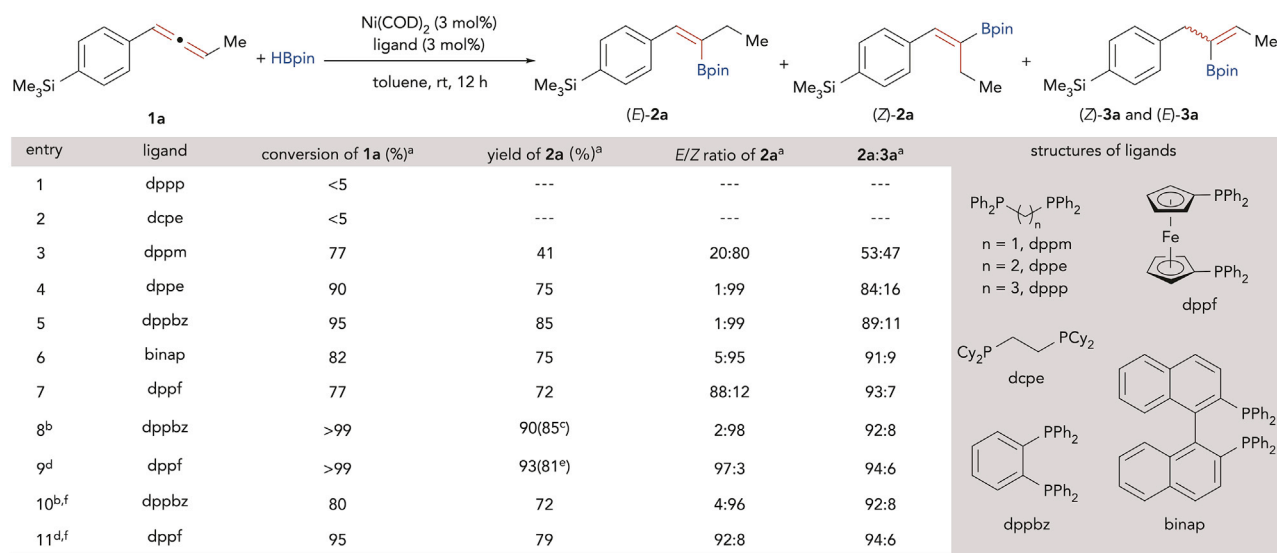 Ni(COD)2 (3 mol%)
ligand (3 mol%)
toluene, rt, 12 h
Me3Si
Me
+ HBpin
1a
Me3Si
Bpin
Me
(E)-2a
+
Me3Si
Bpin
Me
(Z)-2a
+
Me3Si
Bpin
Me
(Z)-3a and (E)-3a
entry ligand conversion of 1a (%)a yield of 2a (%)a E/Z ratio of 2aa 2a:3aa structures of ligands
1 dppp <5 --- --- ---
2 dcpe <5 --- --- ---
3 dppm 77 41 20:80 53:47
4 dppe 90 75 1:99 84:16
5 dppbz 95 85 1:99 89:11
6 binap 82 75 5:95 91:9
7 dppf 77 72 88:12 93:7
8b dppbz >99 90(85c) 2:98 92:8
9d dppf >99 93(81e) 97:3 94:6
10b,f dppbz 80 72 4:96 92:8
11d,f dppf 95 79 92:8 94:6
Ph2P PPh2
n
n = 1, dppm
n = 2, dppe
n = 3, dppp
PPh2
Fe
PPh2
dppf
Cy2P PCy2
dcpe
PPh2
PPh2
dppbz
PPh2
PPh2
binap